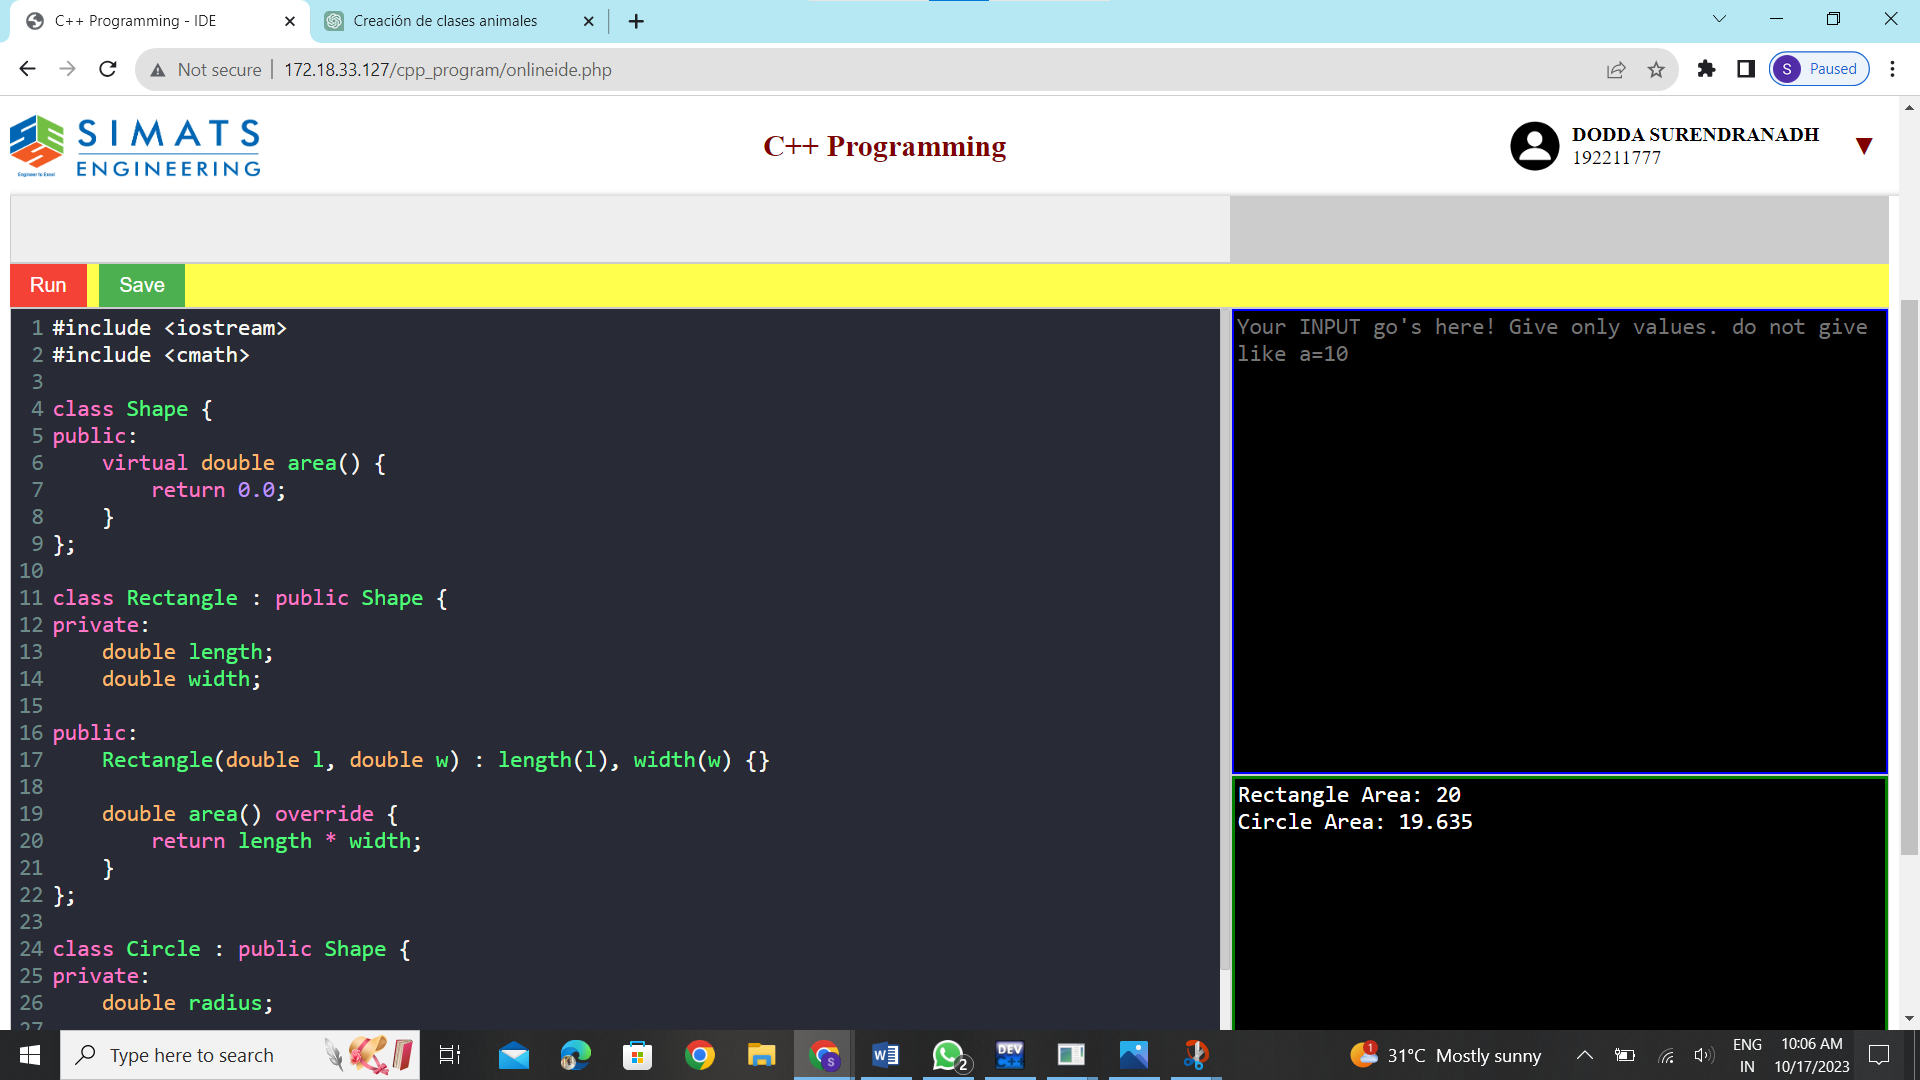 C++ Programming - IDE
Creación de clases animales
Not secure
172.18.33.127/cpp_program/onlineide.php
S
Paused
SIMATS
ENGINEERING
Engineer to Excel
C++ Programming
DODDA SURENDRANADH
192211777
Run
Save
1 #include <iostream>
2 #include <cmath>
3
4 class Shape {
5 public:
6     virtual double area() {
7         return 0.0;
8     }
9 };
10
11 class Rectangle : public Shape {
12 private:
13     double length;
14     double width;
15
16 public:
17     Rectangle(double l, double w) : length(l), width(w) {}
18
19     double area() override {
20         return length * width;
21     }
22 };
23
24 class Circle : public Shape {
25 private:
26     double radius;
27
Your INPUT go's here! Give only values. do not give
like a=10
Rectangle Area: 20
Circle Area: 19.635
Type here to search
S
W
2
DEV
C++
1
31°C Mostly sunny
ENG
IN
10:06 AM
10/17/2023